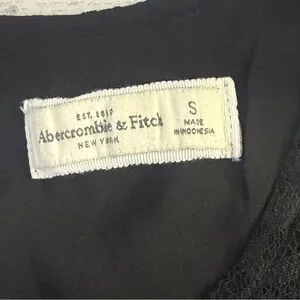 EST. 1892
Abercrombie & Fitch
NEW YORK
S
MADE
IN INDONESIA